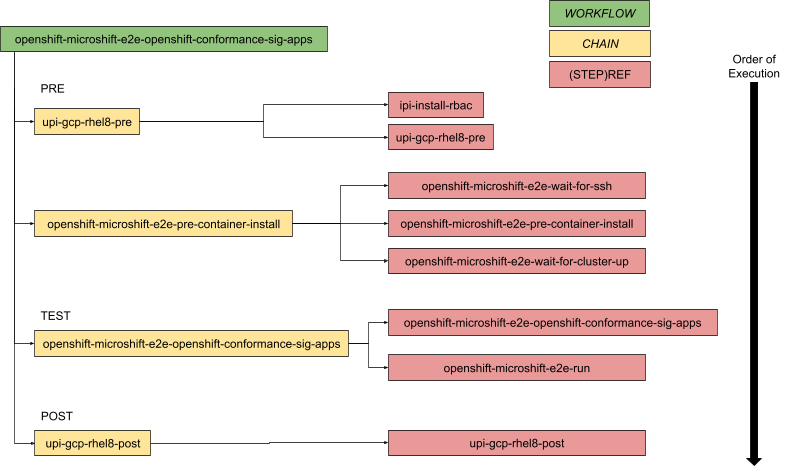 WORKFLOW
openshift-microshift-e2e-openshift-conformance-sig-apps
CHAIN
(STEP)REF
Order of
Execution
PRE
ipi-install-rbac
upi-gcp-rhel8-pre
upi-gcp-rhel8-pre
openshift-microshift-e2e-wait-for-ssh
openshift-microshift-e2e-pre-container-install
openshift-microshift-e2e-pre-container-install
openshift-microshift-e2e-wait-for-cluster-up
TEST
openshift-microshift-e2e-openshift-conformance-sig-apps
openshift-microshift-e2e-openshift-conformance-sig-apps
openshift-microshift-e2e-run
POST
upi-gcp-rhel8-post
upi-gcp-rhel8-post